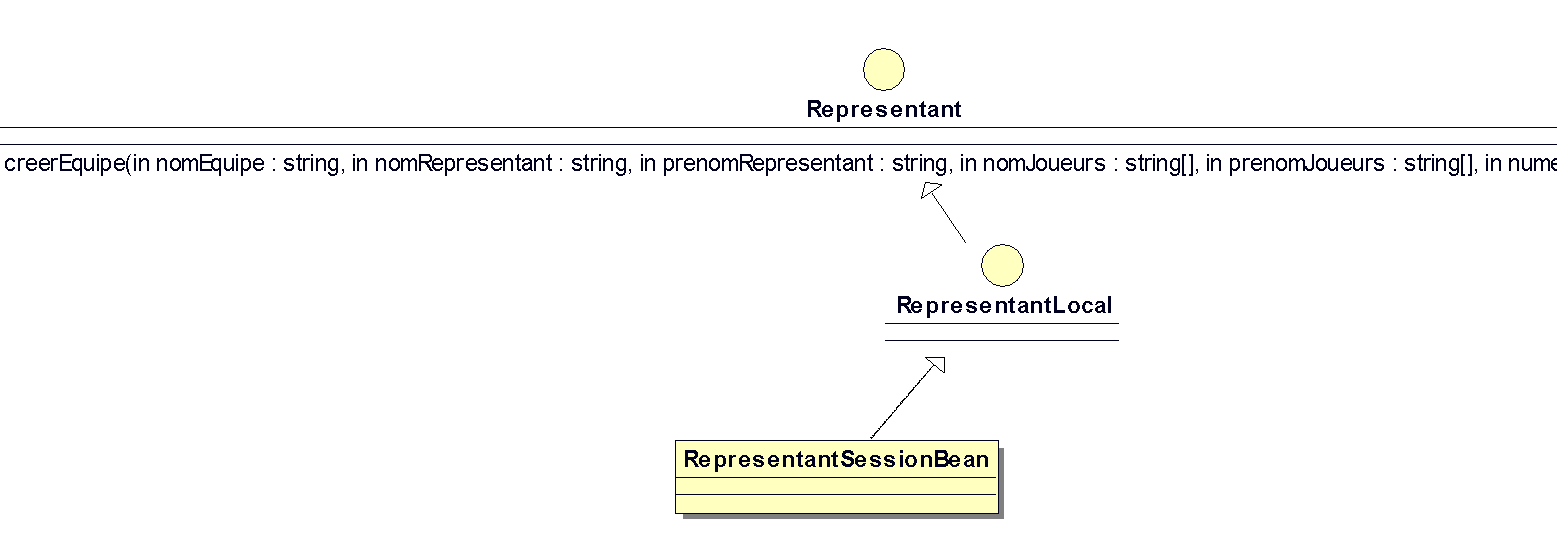 Representant
creerEquipe(in nomEquipe : string, in nomRepresentant : string, in prenomRepresentant : string, in nomJoueurs : string[], in prenomJoueurs : string[], in nume
RepresentantLocal
RepresentantSessionBean